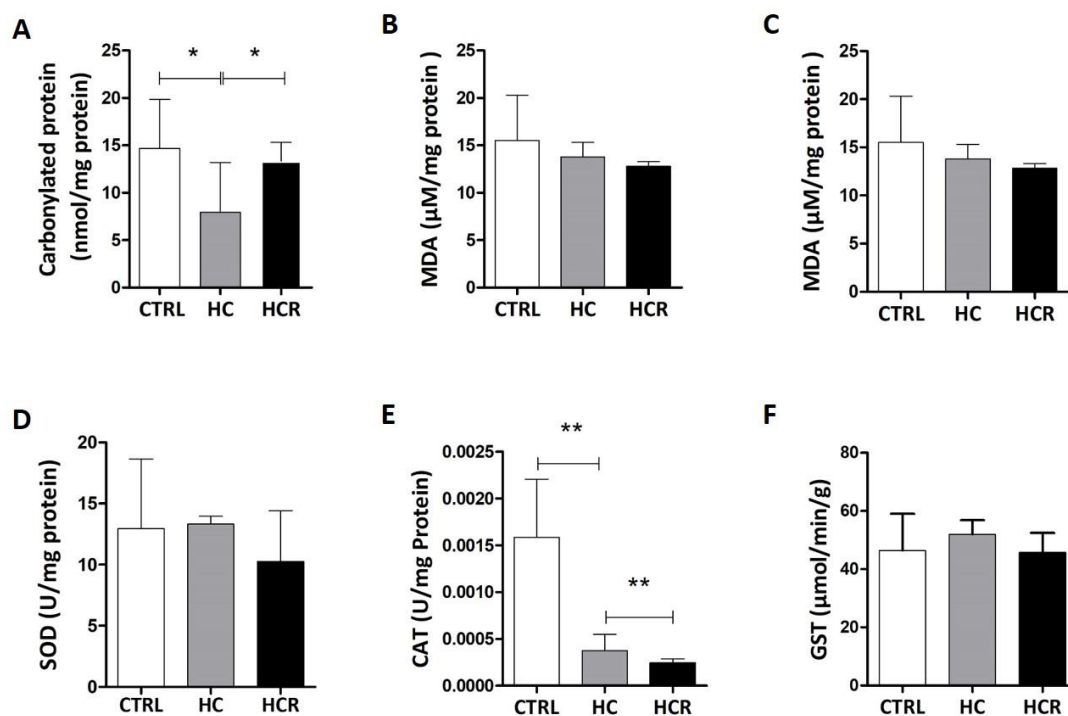 A
Carbonylated protein
(nmol/mg protein)
25
20
15
10
5
0
* *
CTRL HC HCR
B
MDA (µM/mg protein )
25
20
15
10
5
0
CTRL HC HCR
C
MDA (µM/mg protein )
25
20
15
10
5
0
CTRL HC HCR
D
SOD (U/mg protein)
20
15
10
5
0
CTRL HC HCR
E
CAT (U/mg Protein)
0.0025
0.0020
0.0015
0.0010
0.0005
0.0000
**
**
CTRL HC HCR
F
GST (µmol/min/g)
80
60
40
20
0
CTRL HC HCR